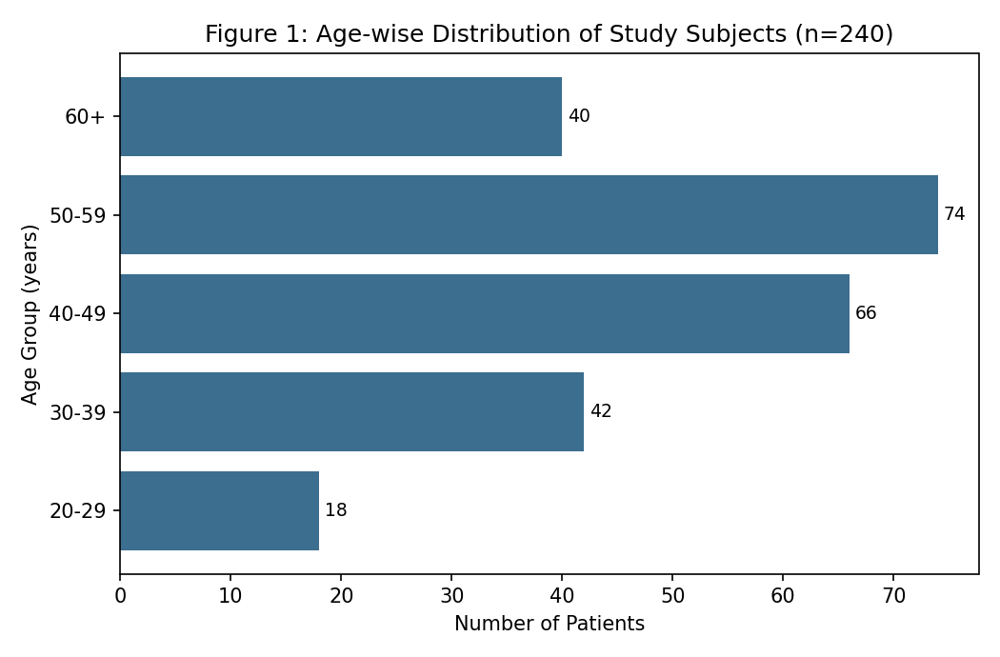 Figure 1: Age-wise Distribution of Study Subjects (n=240)
Age Group (years)
60+
40
50-59
74
40-49
66
30-39
42
20-29
18
0 10 20 30 40 50 60 70
Number of Patients